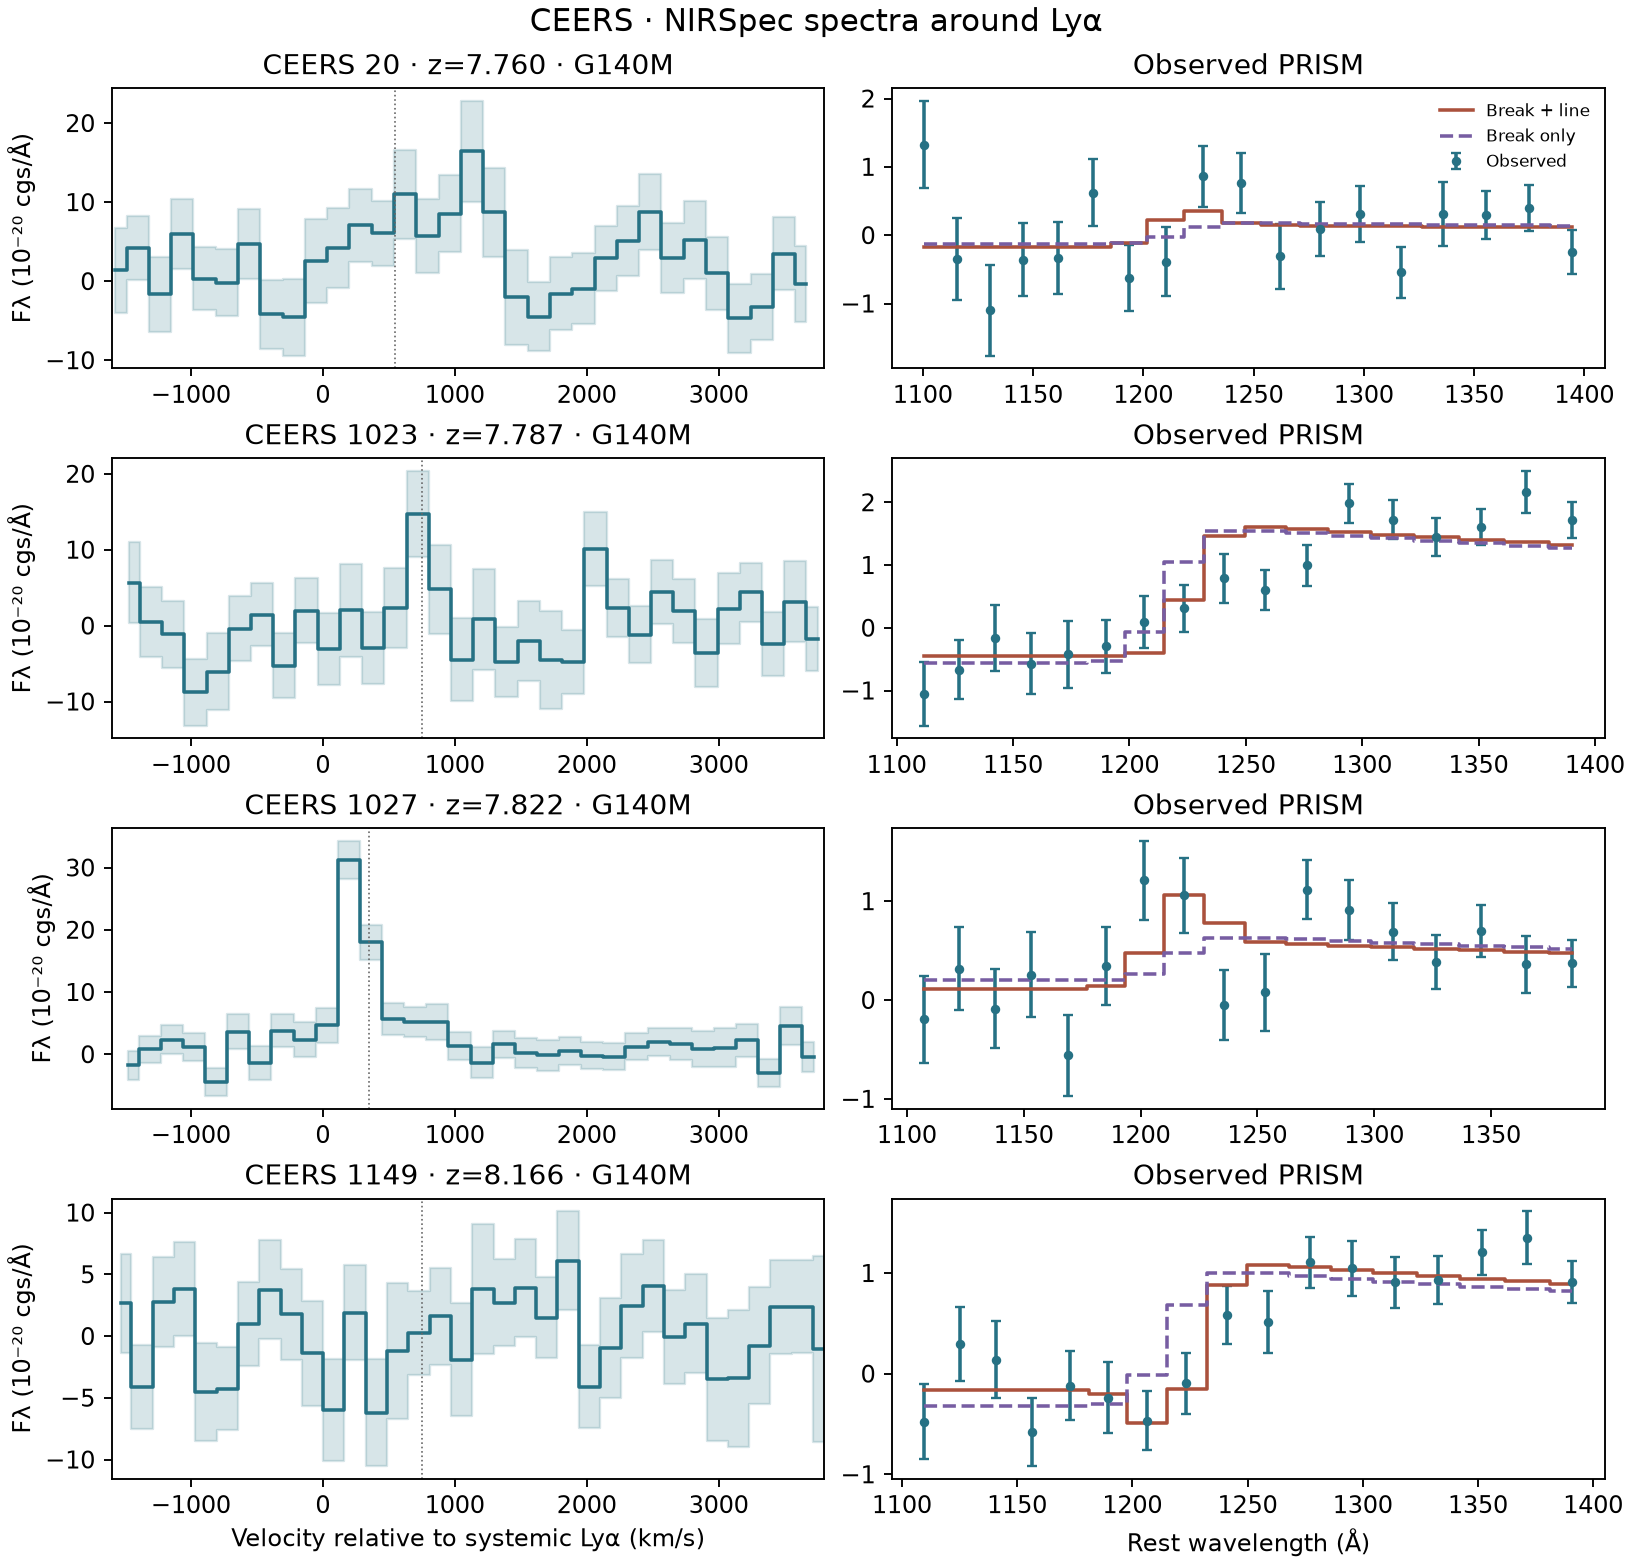 CEERS · NIRSpec spectra around Lyα
CEERS 20 · z=7.760 · G140M
Observed PRISM
Fλ (10⁻²⁰ cgs/Å)
20
10
0
−10
−1000 0 1000 2000 3000
2
1
0
−1
Break + line
Break only
Observed
1100 1150 1200 1250 1300 1350 1400
CEERS 1023 · z=7.787 · G140M
Observed PRISM
Fλ (10⁻²⁰ cgs/Å)
20
10
0
−10
−1000 0 1000 2000 3000
2
1
0
−1
1100 1150 1200 1250 1300 1350 1400
CEERS 1027 · z=7.822 · G140M
Observed PRISM
Fλ (10⁻²⁰ cgs/Å)
30
20
10
0
−1000 0 1000 2000 3000
1
0
−1
1100 1150 1200 1250 1300 1350
CEERS 1149 · z=8.166 · G140M
Observed PRISM
Fλ (10⁻²⁰ cgs/Å)
10
5
0
−5
−10
−1000 0 1000 2000 3000
Velocity relative to systemic Lyα (km/s)
1
0
−1
1100 1150 1200 1250 1300 1350 1400
Rest wavelength (Å)